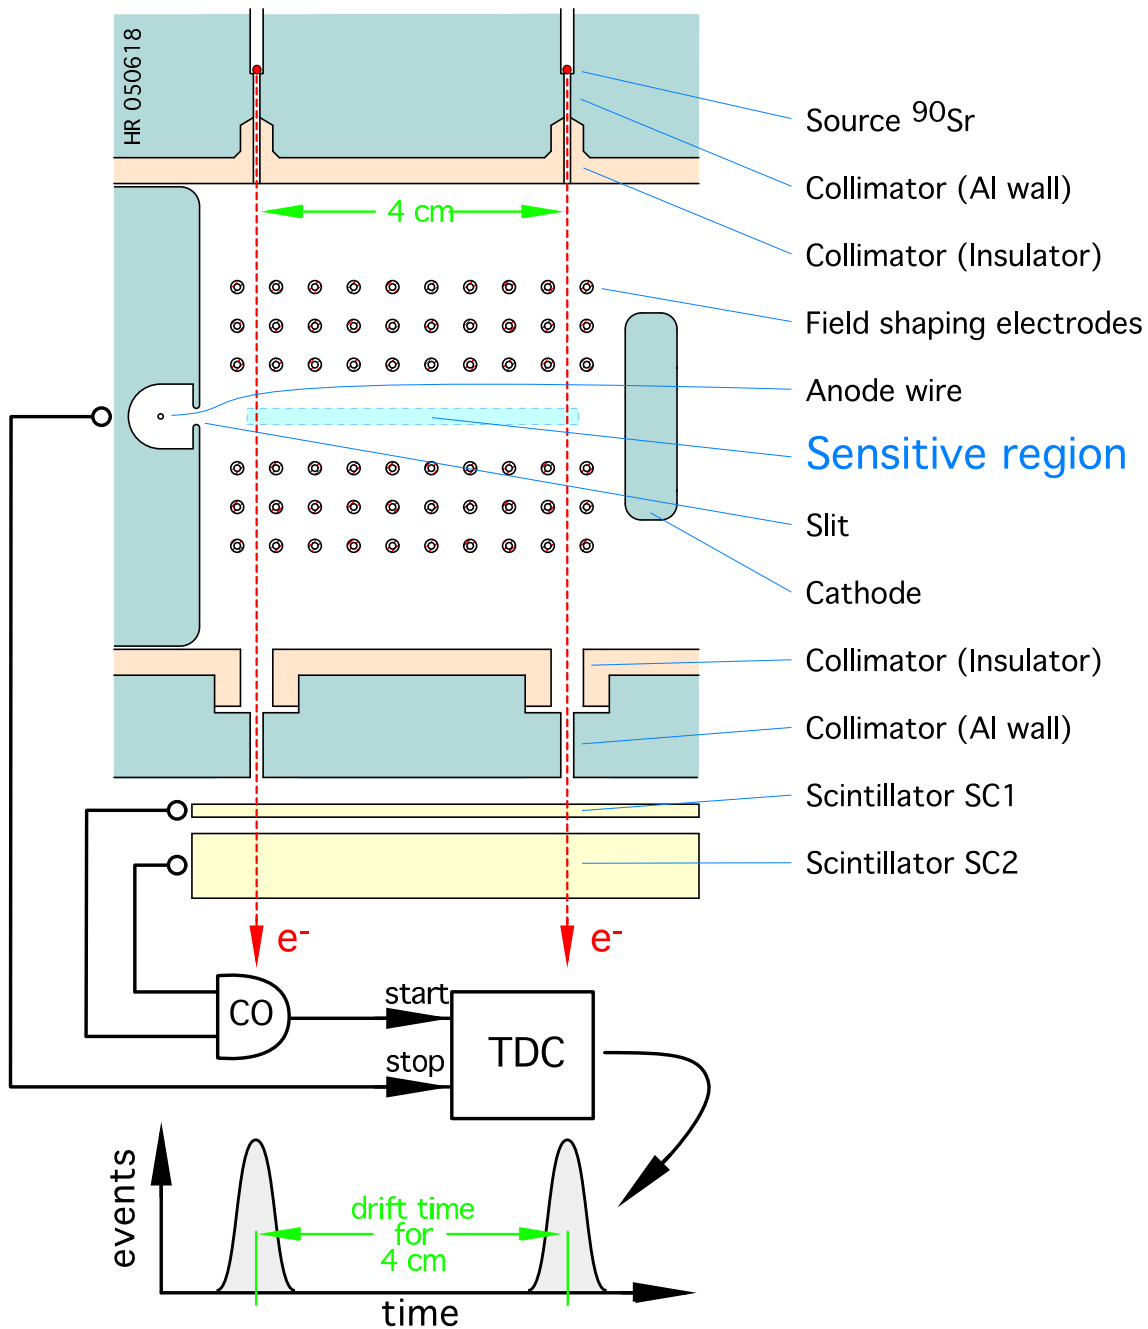 HR 050618
Source ⁹⁰Sr
Collimator (Al wall)
4 cm
Collimator (Insulator)
Field shaping electrodes
Anode wire
Sensitive region
Slit
Cathode
Collimator (Insulator)
Collimator (Al wall)
Scintillator SC1
Scintillator SC2
e⁻
e⁻
CO
start
stop
TDC
events
drift time
for
4 cm
time